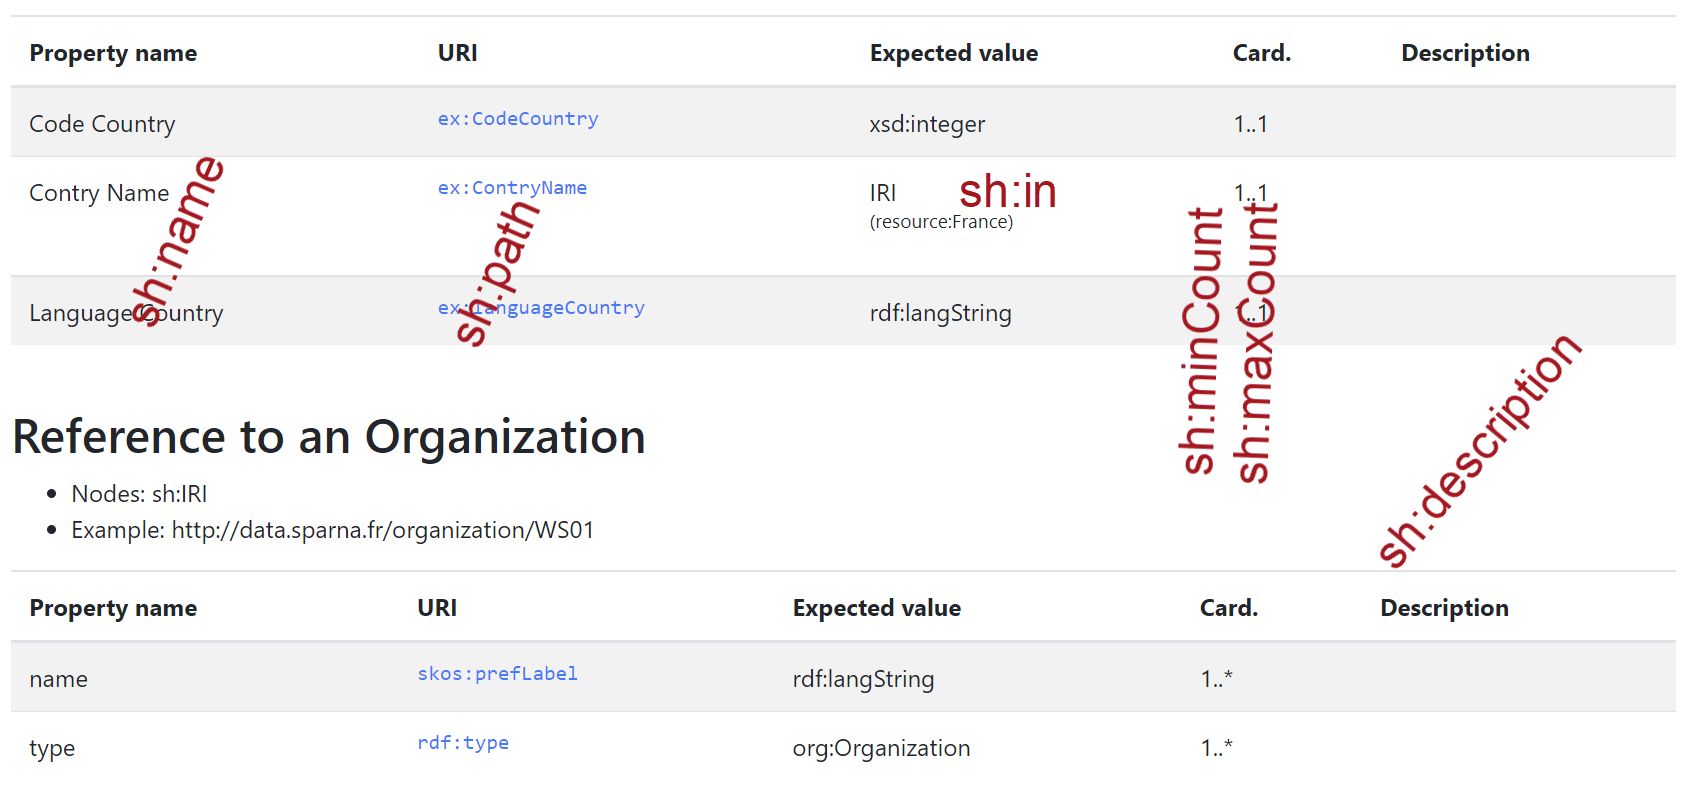 Property name URI Expected value Card. Description
Code Country ex:CodeCountry xsd:integer 1..1
Contry Name ex:ContryName IRI sh:in 1..1
(resource:France)
sh:name
sh:path
sh:minCount
sh:maxCount
Language Country ex:languageCountry rdf:langString 1..1
sh:description
Reference to an Organization
• Nodes: sh:IRI
• Example: http://data.sparna.fr/organization/WS01
Property name URI Expected value Card. Description
name skos:prefLabel rdf:langString 1..*
type rdf:type org:Organization 1..*